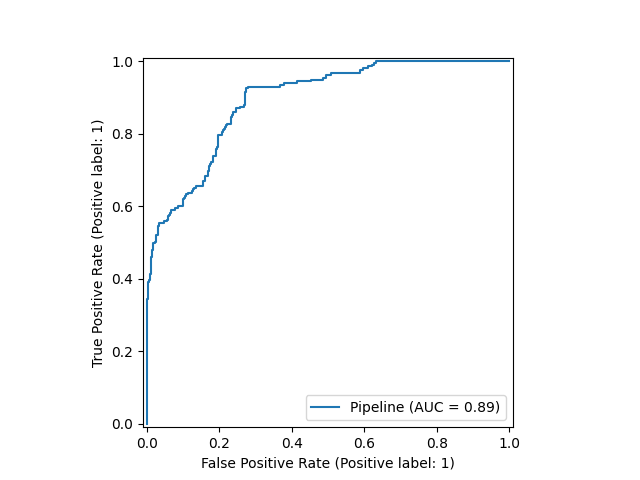 1.0
0.8
0.6
0.4
0.2
0.0
True Positive Rate (Positive label: 1)
Pipeline (AUC = 0.89)
0.0 0.2 0.4 0.6 0.8 1.0
False Positive Rate (Positive label: 1)